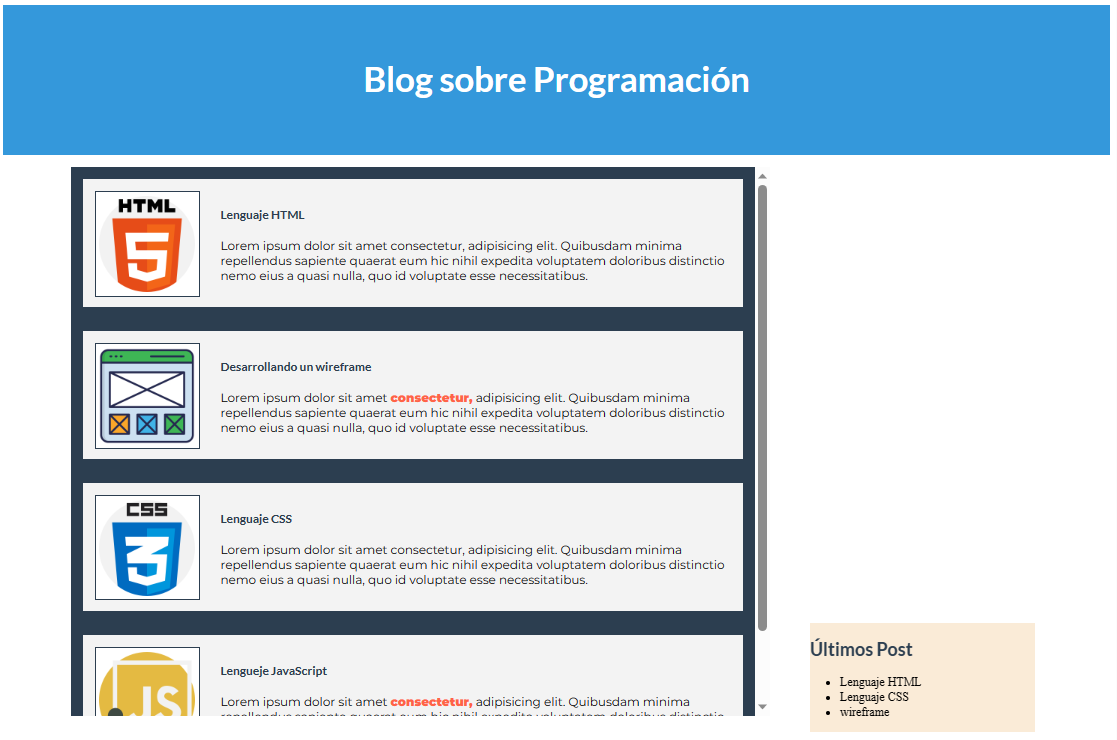 Blog sobre Programación
HTML
5
Lenguaje HTML
Lorem ipsum dolor sit amet consectetur, adipisicing elit. Quibusdam minima
repellendus sapiente quaerat eum hic nihil expedita voluptatem doloribus distinctio
nemo eius a quasi nulla, quo id voluptate esse necessitatibus.
Desarrollando un wireframe
Lorem ipsum dolor sit amet consectetur, adipisicing elit. Quibusdam minima
repellendus sapiente quaerat eum hic nihil expedita voluptatem doloribus distinctio
nemo eius a quasi nulla, quo id voluptate esse necessitatibus.
CSS
3
Lenguaje CSS
Lorem ipsum dolor sit amet consectetur, adipisicing elit. Quibusdam minima
repellendus sapiente quaerat eum hic nihil expedita voluptatem doloribus distinctio
nemo eius a quasi nulla, quo id voluptate esse necessitatibus.
JS
Lengueje JavaScript
Lorem ipsum dolor sit amet consectetur, adipisicing elit. Quibusdam minima
Últimos Post
Lenguaje HTML
Lenguaje CSS
wireframe